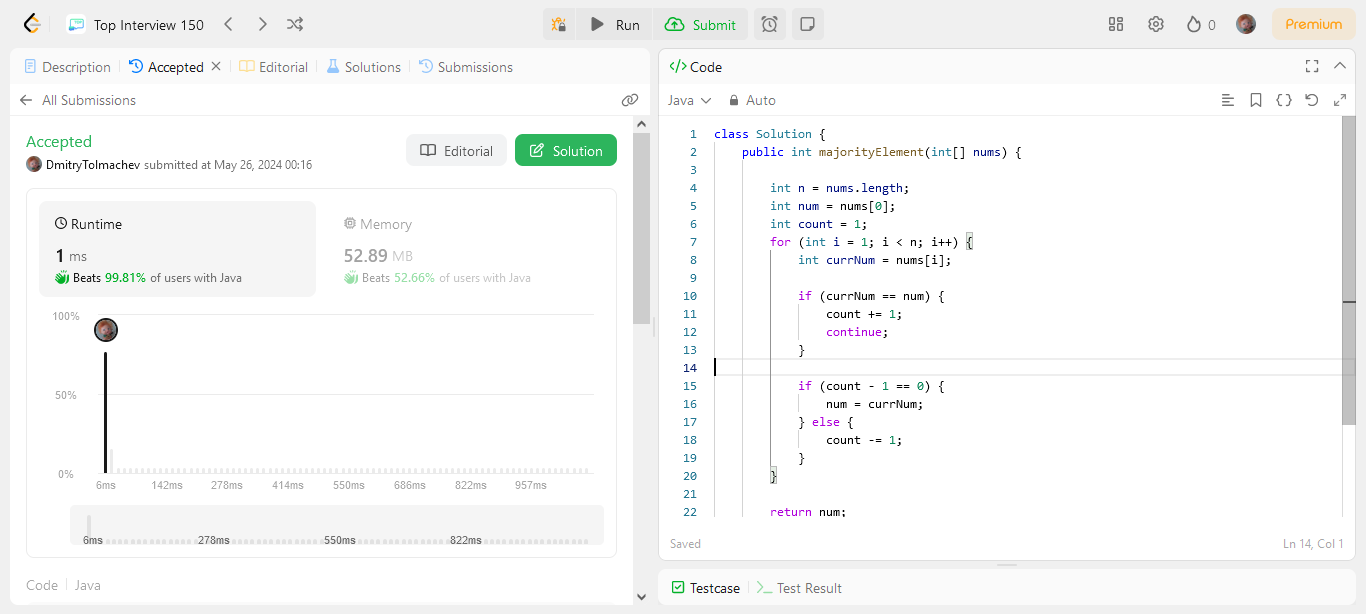 Top Interview 150
Run
Submit
0
Premium
Description
Accepted
Editorial
Solutions
Submissions
All Submissions
Accepted
DmitryTolmachev submitted at May 26, 2024 00:16
Editorial
Solution
Runtime
1 ms
Beats 99.81% of users with Java
Memory
52.89 MB
Beats 52.66% of users with Java
100%
50%
0%
6ms 142ms 278ms 414ms 550ms 686ms 822ms 957ms
6ms 278ms 550ms 822ms
Code
Java
</> Code
Java
Auto
1 class Solution {
2     public int majorityElement(int[] nums) {
3
4         int n = nums.length;
5         int num = nums[0];
6         int count = 1;
7         for (int i = 1; i < n; i++) {
8             int currNum = nums[i];
9
10             if (currNum == num) {
11                 count += 1;
12                 continue;
13             }
14
15             if (count - 1 == 0) {
16                 num = currNum;
17             } else {
18                 count -= 1;
19             }
20         }
21
22         return num;
Saved
Ln 14, Col 1
Testcase
Test Result